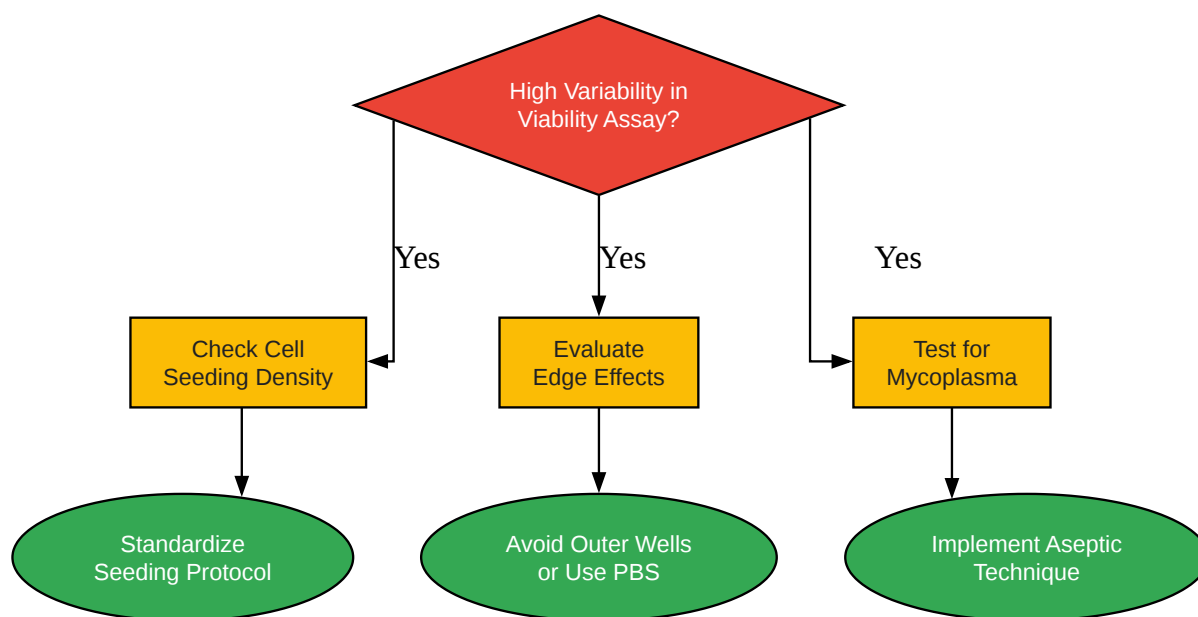 High Variability in
Viability Assay?
Yes
Yes
Yes
Check Cell
Seeding Density
Evaluate
Edge Effects
Test for
Mycoplasma
Standardize
Seeding Protocol
Avoid Outer Wells
or Use PBS
Implement Aseptic
Technique